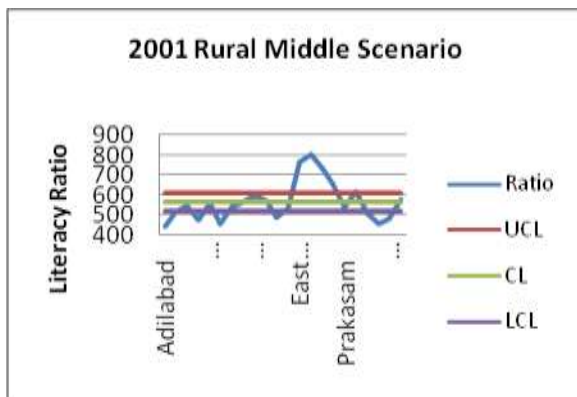 2001 Rural Middle Scenario
Literacy Ratio
900
800
700
600
500
400
Adilabad
...
...
East...
Prakasam
...
Ratio
UCL
CL
LCL